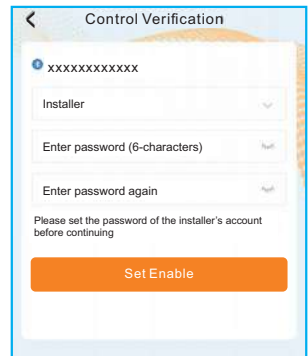 Control Verification
xxxxxxxxxxxx
Installer
Enter password (6-characters)
Enter password again
Please set the password of the installer's account
before continuing
Set Enable